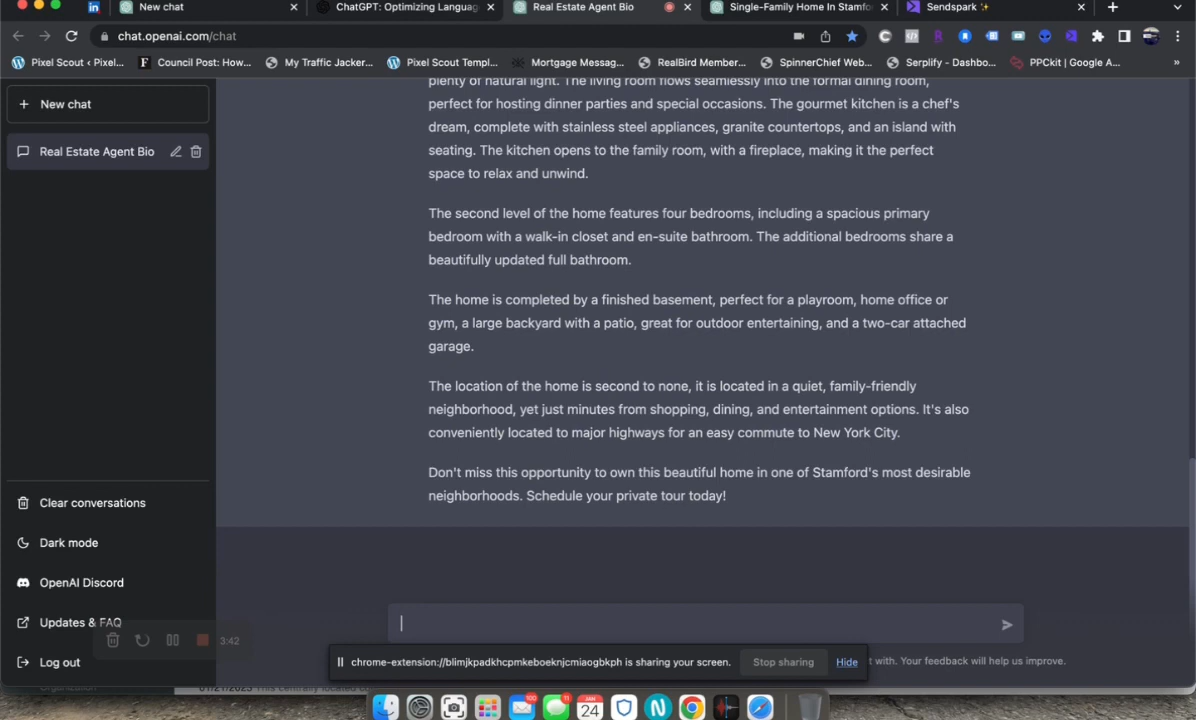 New chat
ChatGPT: Optimizing Languag
Real Estate Agent Bio
Single-Family Home In Stamfo
Sendspark ✨
chat.openai.com/chat
Pixel Scout ‹ Pixel...
Council Post: How...
My Traffic Jacker...
Pixel Scout Templ...
Mortgage Messag...
RealBird Member...
SpinnerChief Web...
Serplify - Dashbo...
PPCkit | Google A...
»
+ New chat
Real Estate Agent Bio
plenty of natural light. The living room flows seamlessly into the formal dining room,
perfect for hosting dinner parties and special occasions. The gourmet kitchen is a chef's
dream, complete with stainless steel appliances, granite countertops, and an island with
seating. The kitchen opens to the family room, with a fireplace, making it the perfect
space to relax and unwind.
The second level of the home features four bedrooms, including a spacious primary
bedroom with a walk-in closet and en-suite bathroom. The additional bedrooms share a
beautifully updated full bathroom.
The home is completed by a finished basement, perfect for a playroom, home office or
gym, a large backyard with a patio, great for outdoor entertaining, and a two-car attached
garage.
The location of the home is second to none, it is located in a quiet, family-friendly
neighborhood, yet just minutes from shopping, dining, and entertainment options. It's also
conveniently located to major highways for an easy commute to New York City.
Don't miss this opportunity to own this beautiful home in one of Stamford's most desirable
neighborhoods. Schedule your private tour today!
Clear conversations
Dark mode
OpenAI Discord
Updates & FAQ
3:42
Log out
chrome-extension://blimjkpadkhcpmkeboeknjcmiaogbkph is sharing your screen.
Stop sharing
Hide
t with. Your feedback will help us improve.
Organization
01/21/2023 This centrally located co
100
11
JAN
24